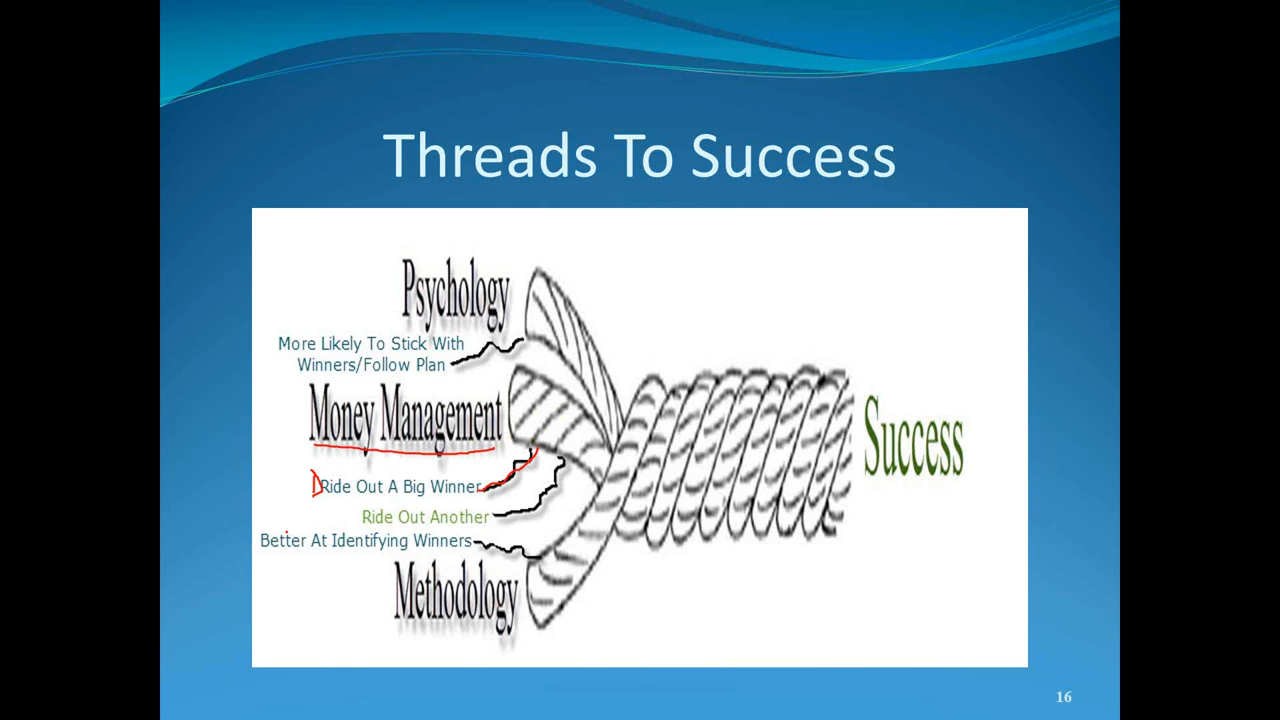 Threads To Success
Psychology
More Likely To Stick With
Winners/Follow Plan
Money Management
Ride Out A Big Winner
Ride Out Another
Better At Identifying Winners
Methodology
Success
16